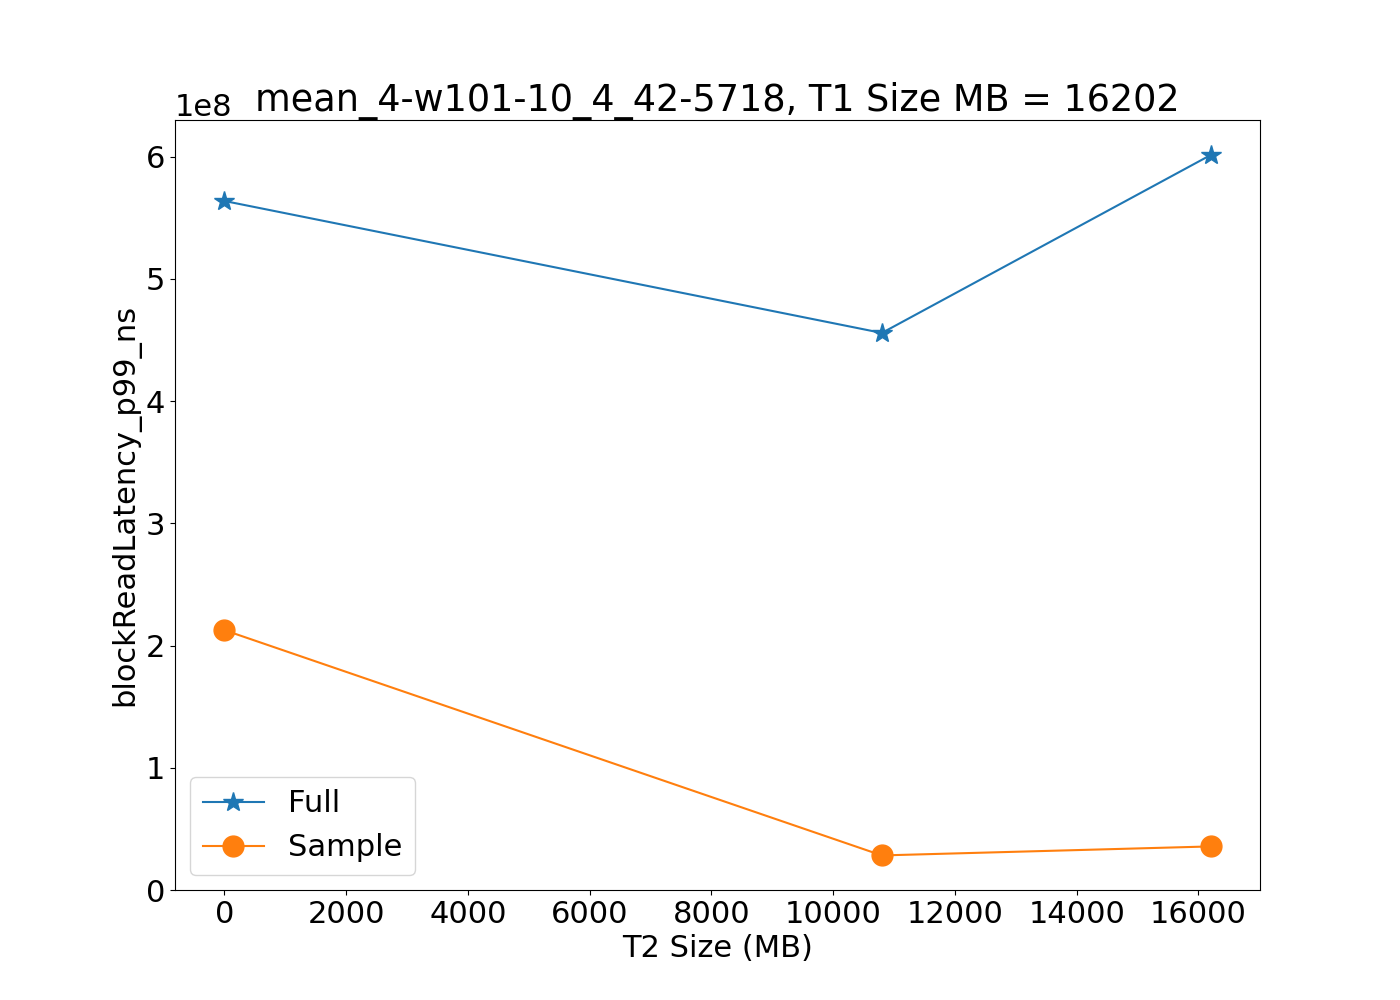 1e8
mean_4-w101-10_4_42-5718, T1 Size MB = 16202
6
5
4
3
2
1
0
blockReadLatency_p99_ns
Full
Sample
0 2000 4000 6000 8000 10000 12000 14000 16000
T2 Size (MB)